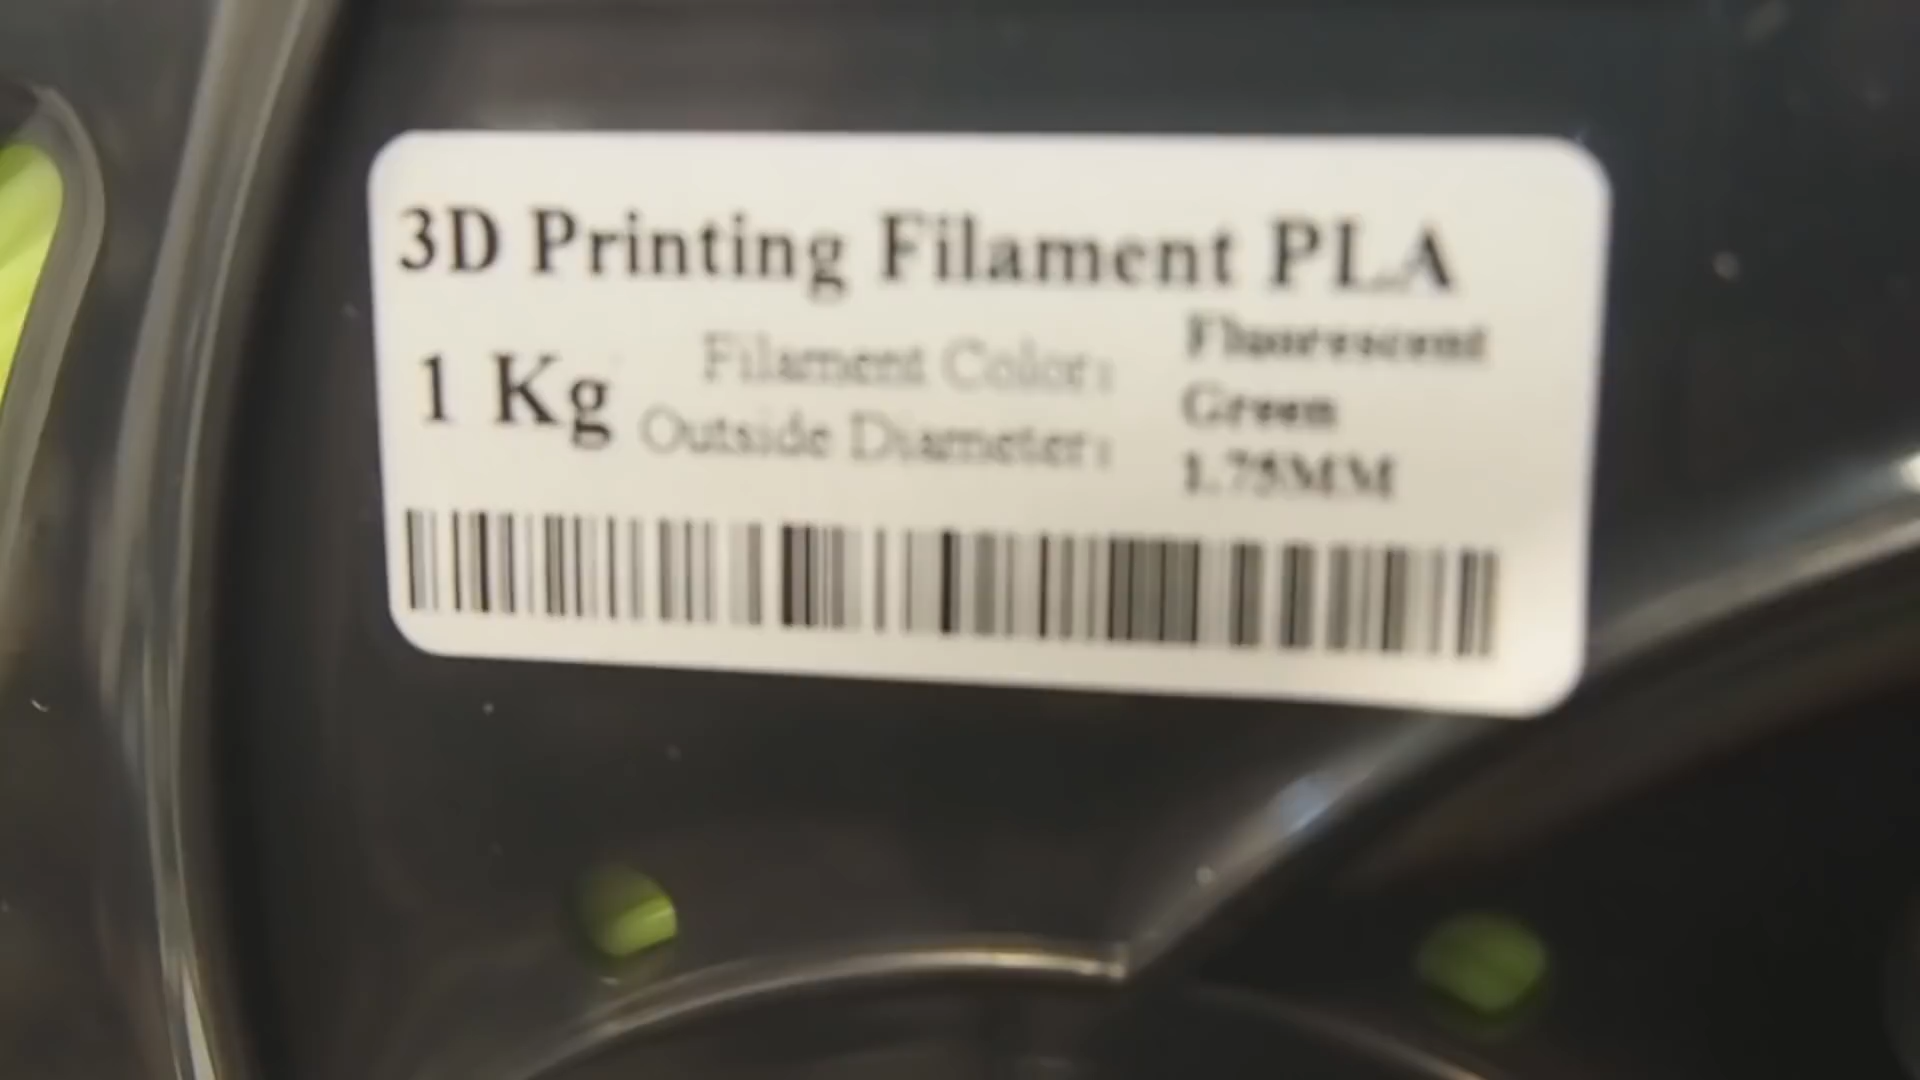 3D Printing Filament PLA
1 Kg
Filament Color: Fluorescent Green
Outside Diameter: 1.75MM